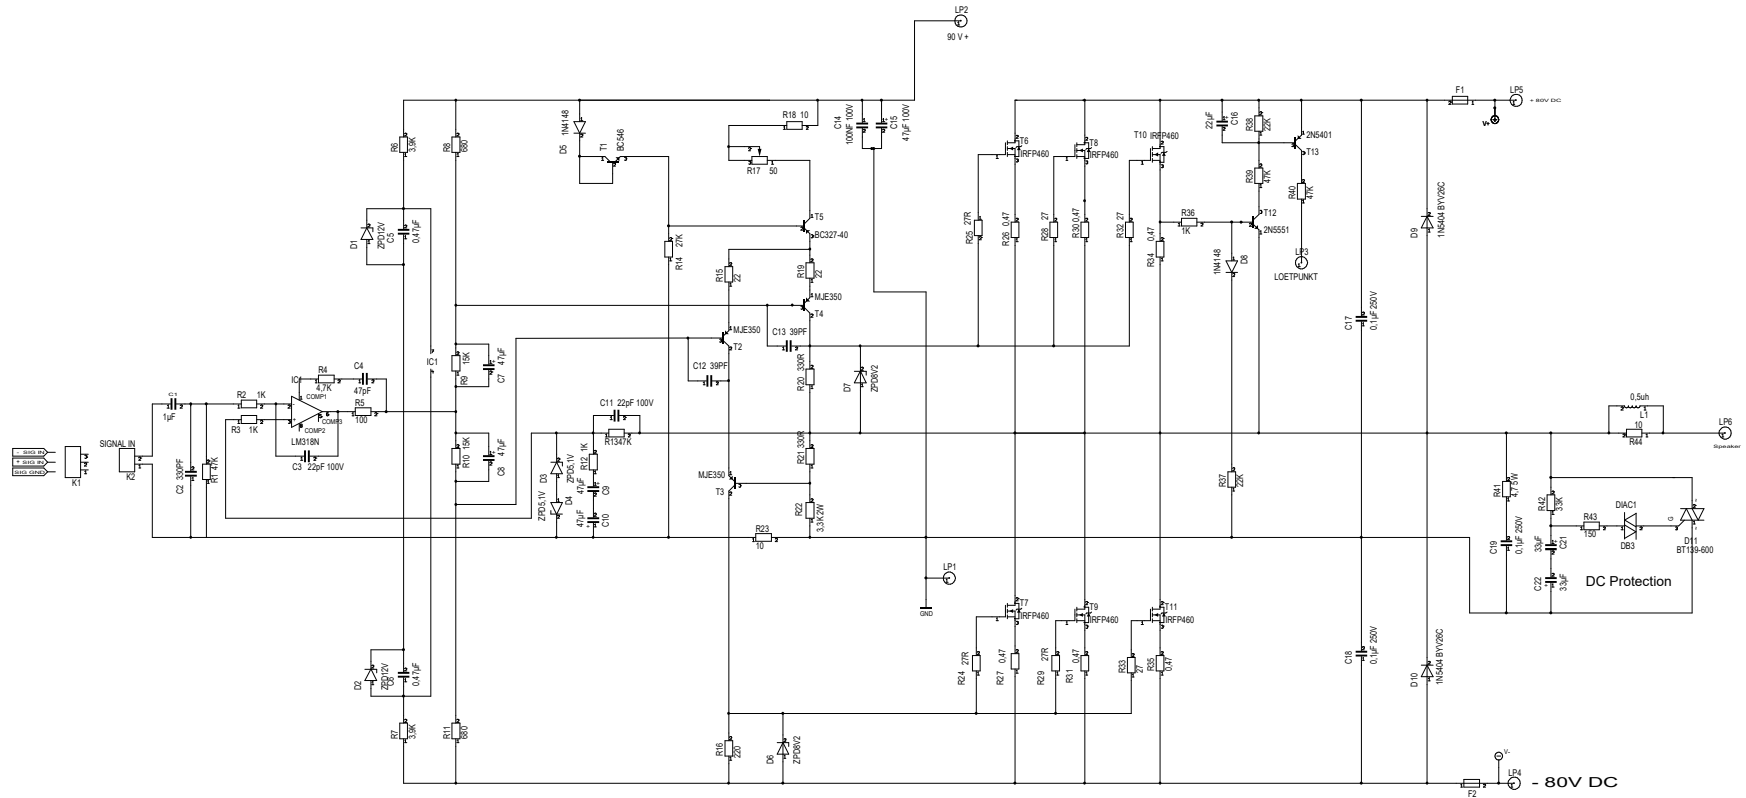 LP2
90 V +
F1
LP5
+ 80V DC
V+
R6
3,9K
R8
680
1N4148
D5
T1
BC546
R18 10
R17 50
C14
100NF 100V
C15
47µF 100V
T6
IRFP460
T8
IRFP460
T10 IRFP460
22µF
C16
R38
22K
2N5401
T13
R39
47K
R40
47K
D1
ZPD12V
C5
0,47µF
T5
BC327-40
R14
27K
R15
22
R19
22
R25
27R
R26
0,47
R28
27
R30
0,47
R32
27
R34
0,47
R36
1K
T12
2N5551
1N4148
D8
LP3
LOETPUNKT
D9
1N5404 BYV26C
MJE350
T4
C13 39PF
MJE350
T2
C12 39PF
R20
330R
D7
ZPD8V2
C17
0,1µF 250V
IC1
R9
15K
C7
47µF
R4
4,7K
C4
47pF
IC1
COMP1
COMP3
COMP2
LM318N
R5
100
C1
1µF
R2 1K
R3 1K
C3 22pF 100V
C11 22pF 100V
R1347K
0,5uh
L1
10
R44
LP6
Speaker
SIGNAL IN
- SIG IN
+ SIG IN
SIG GND
K1
K2
C2 330PF
R1 47K
R10
15K
C8
47µF
D3
ZPD5,1V
D4
ZPD5,1V
R12 1K
47µF
C9
47µF
C10
R21
330R
MJE350
T3
R22
3,3K 2W
R23
10
R37
22K
R41
4,7 5W
C19
0,1µF 250V
R42
33K
33µF
C21
C22
33µF
R43
150
DIAC1
DB3
G
D11
BT139-600
DC Protection
LP1
GND
T7
IRFP460
T9
IRFP460
T11
IRFP460
D2
ZPD12V
C6
0,47µF
R24
27R
R27
0,47
R29
27R
R31
0,47
R33
27
R35
0,47
C18
0,1µF 250V
D10
1N5404 BYV26C
R7
3,9K
R11
680
R16
220
D6
ZPD8V2
V-
F2
LP4
- 80V DC